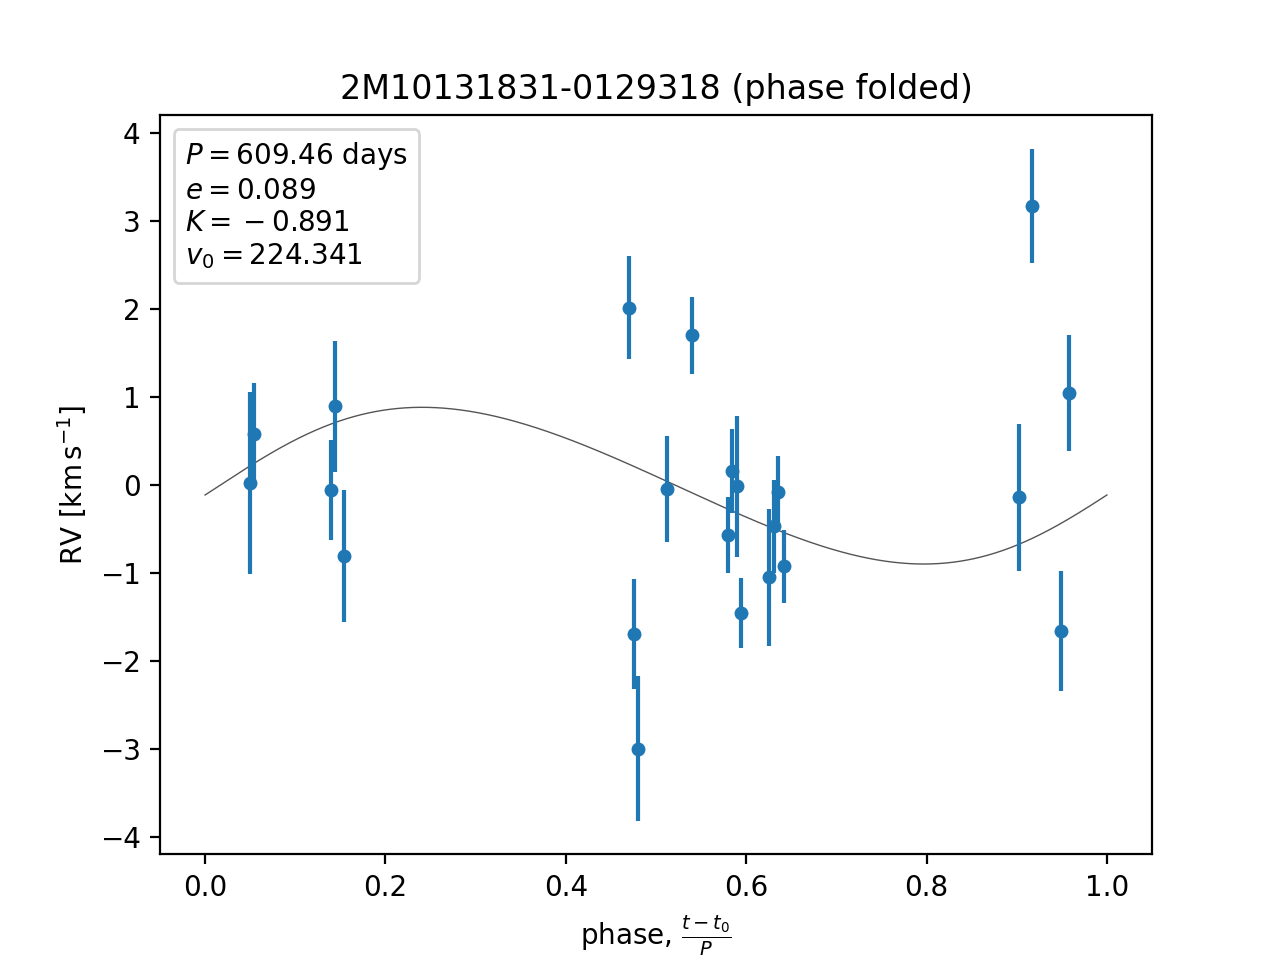 2M10131831-0129318 (phase folded)
P = 609.46 days
e = 0.089
K = −0.891
v₀ = 224.341
4
3
2
1
0
−1
−2
−3
−4
RV [km s⁻¹]
0.0 0.2 0.4 0.6 0.8 1.0
phase, (t − t₀)/P